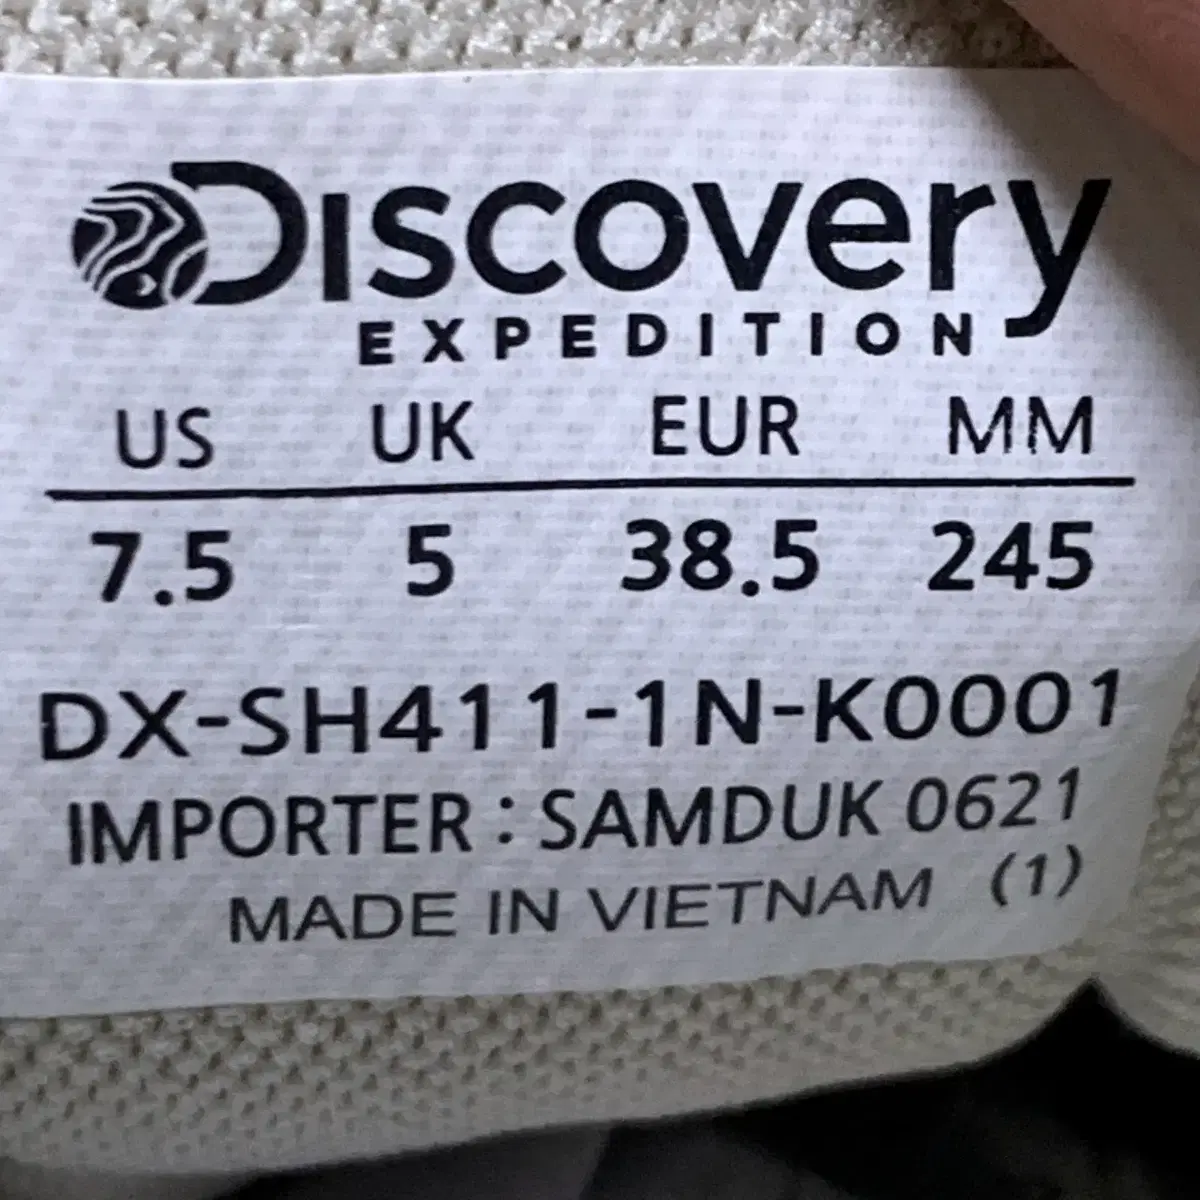 DISCOVERY
EXPEDITION
US UK EUR MM
7.5 5 38.5 245
DX-SH411-1N-K0001
IMPORTER : SAMDUK 0621
MADE IN VIETNAM (1)